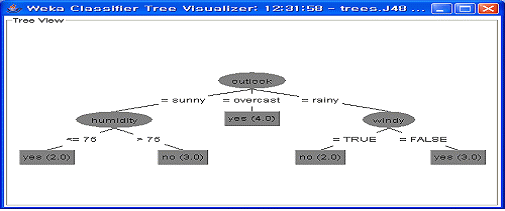 Weka Classifier Tree Visualizer: 12:31:58 - trees.J48 ...
Tree View
outlook
= sunny = overcast = rainy
humidity yes (4.0) windy
<= 75 > 75 = TRUE = FALSE
yes (2.0) no (3.0) no (2.0) yes (3.0)